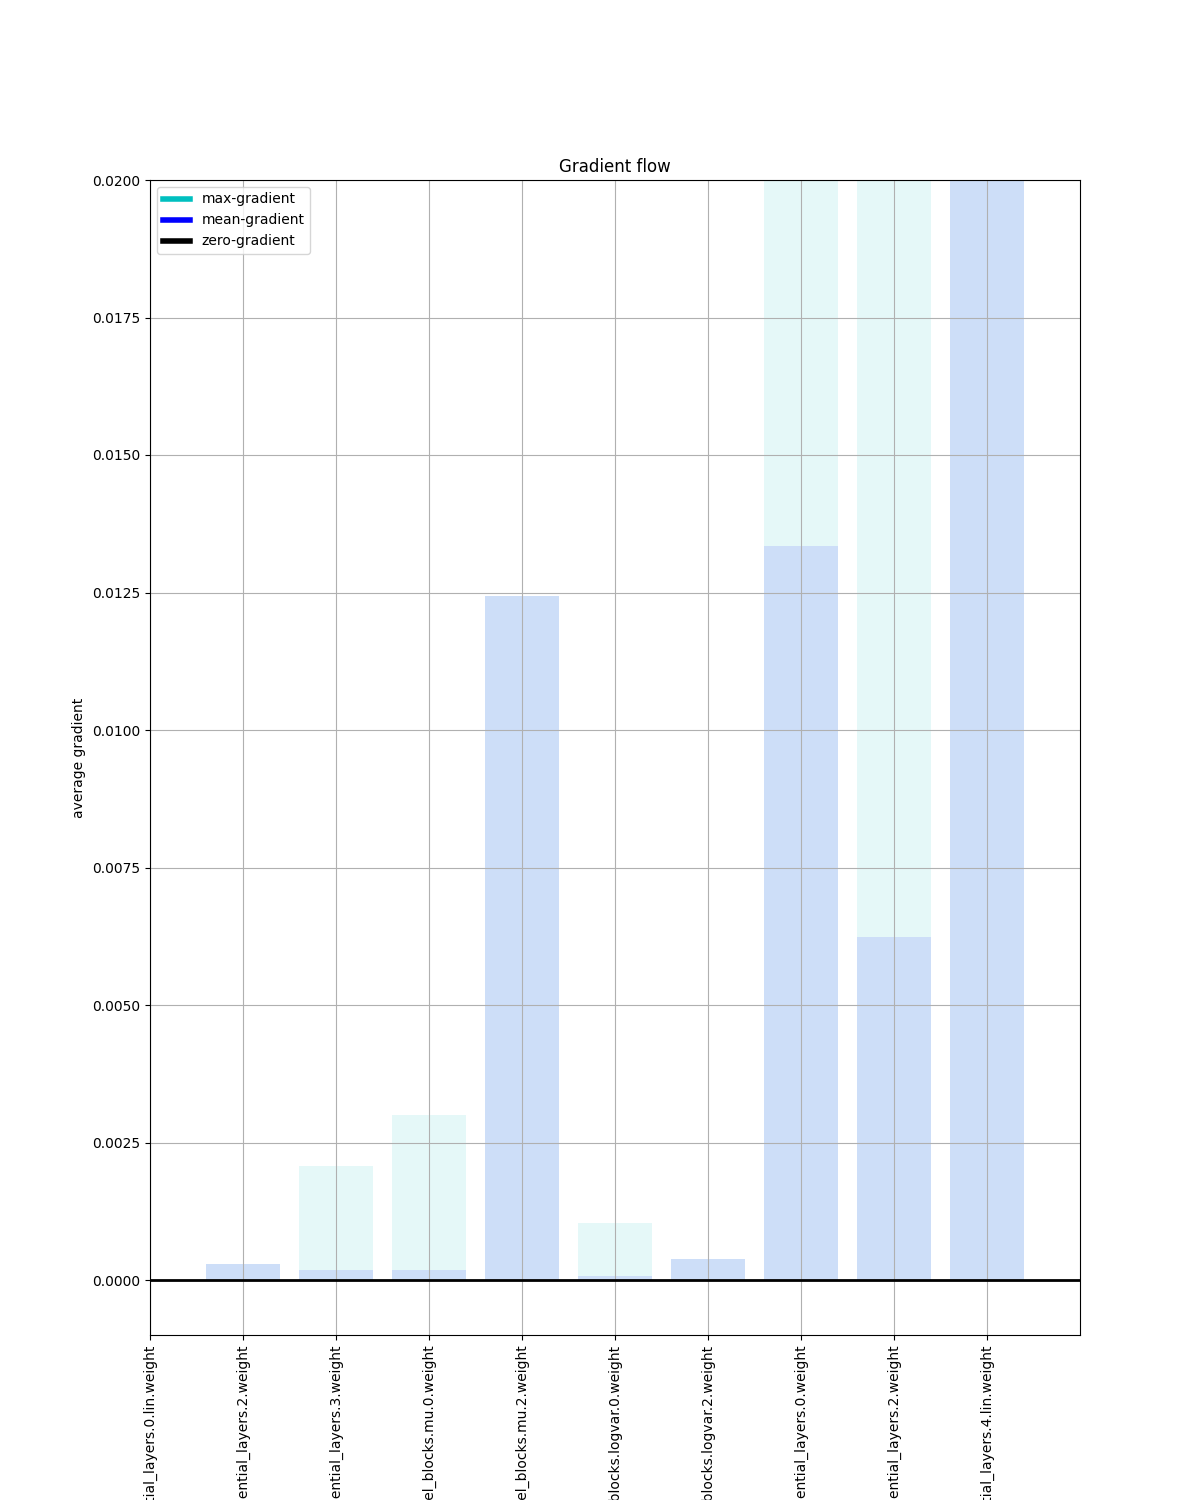 Gradient flow
max-gradient
mean-gradient
zero-gradient
0.0200
0.0175
0.0150
0.0125
0.0100
0.0075
0.0050
0.0025
0.0000
average gradient
tial_layers.0.lin.weight
ential_layers.2.weight
ential_layers.3.weight
el_blocks.mu.0.weight
el_blocks.mu.2.weight
blocks.logvar.0.weight
blocks.logvar.2.weight
ential_layers.0.weight
ential_layers.2.weight
tial_layers.4.lin.weight